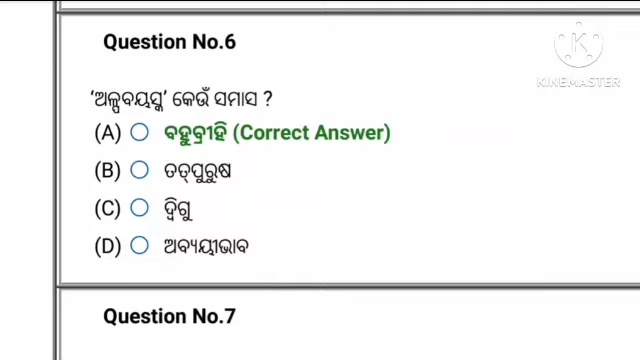 Question No.6
KINEMASTER
‘ଅଳ୍ପବୟସ୍କ’ କେଉଁ ସମାସ ?
(A) ବହୁବ୍ରୀହି (Correct Answer)
(B) ତତ୍‌ପୁରୁଷ
(C) ଦ୍ୱିଗୁ
(D) ଅବ୍ୟୟୀଭାବ
Question No.7